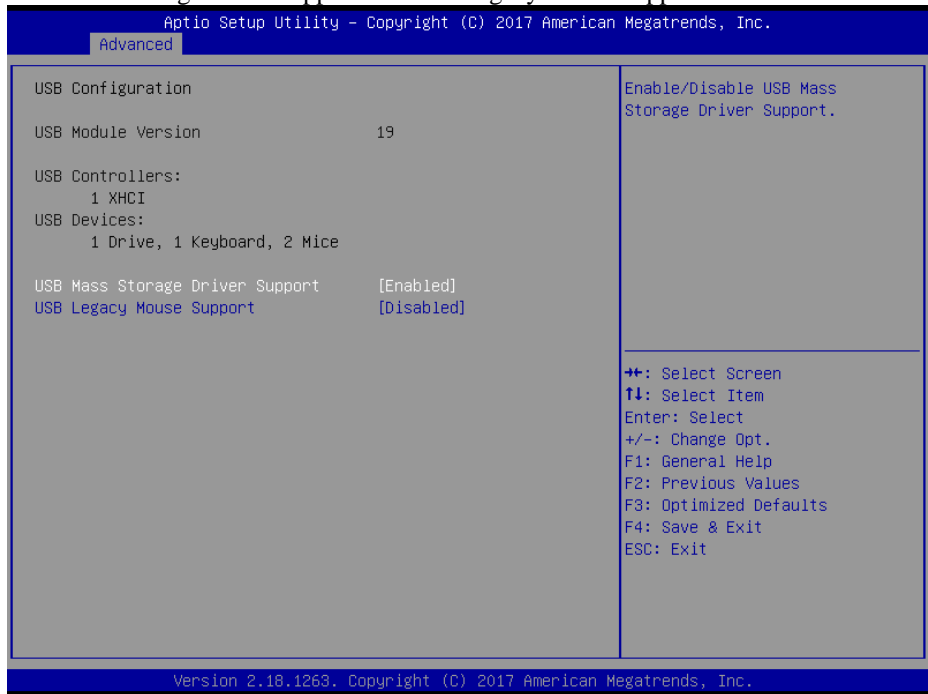 Aptio Setup Utility – Copyright (C) 2017 American Megatrends, Inc.
Advanced
USB Configuration
USB Module Version 19
USB Controllers:
1 XHCI
USB Devices:
1 Drive, 1 Keyboard, 2 Mice
USB Mass Storage Driver Support [Enabled]
USB Legacy Mouse Support [Disabled]
Enable/Disable USB Mass
Storage Driver Support.
→←: Select Screen
↑↓: Select Item
Enter: Select
+/-: Change Opt.
F1: General Help
F2: Previous Values
F3: Optimized Defaults
F4: Save & Exit
ESC: Exit
Version 2.18.1263. Copyright (C) 2017 American Megatrends, Inc.